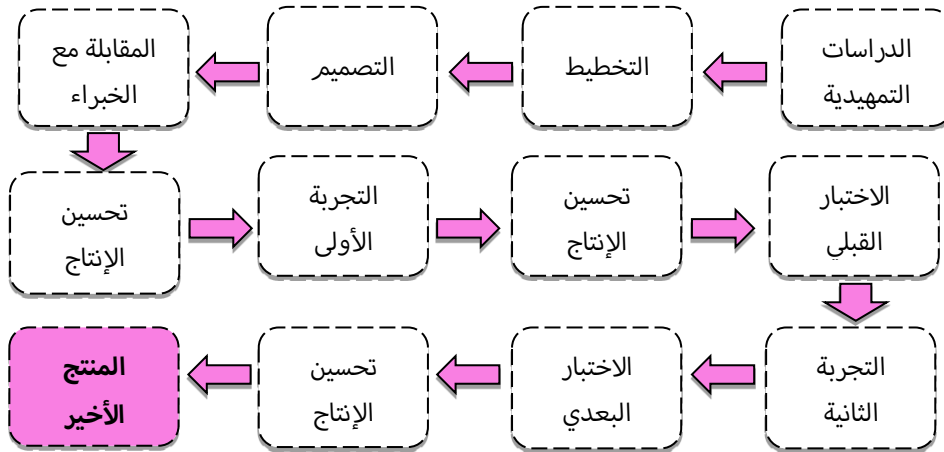 الدراسات
التمهيدية
التخطيط
التصميم
المقابلة مع
الخبراء
تحسين
الإنتاج
التجربة
الأولى
تحسين
الإنتاج
الاختبار
القبلي
التجربة
الثانية
الاختبار
البعدي
تحسين
الإنتاج
المنتج
الأخير